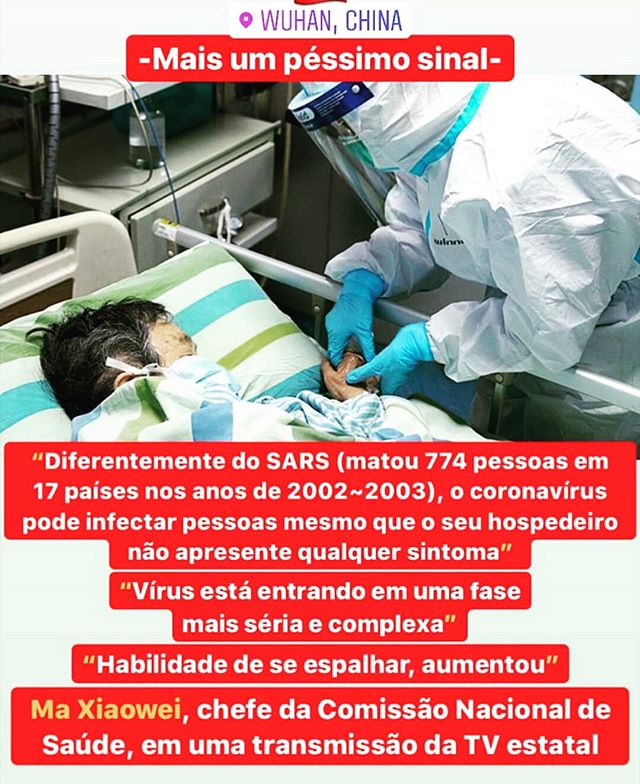 WUHAN, CHINA
-Mais um péssimo sinal-
"Diferentemente do SARS (matou 774 pessoas em
17 países nos anos de 2002~2003), o coronavírus
pode infectar pessoas mesmo que o seu hospedeiro
não apresente qualquer sintoma"
"Vírus está entrando em uma fase
mais séria e complexa"
"Habilidade de se espalhar, aumentou"
Ma Xiaowei, chefe da Comissão Nacional de
Saúde, em uma transmissão da TV estatal